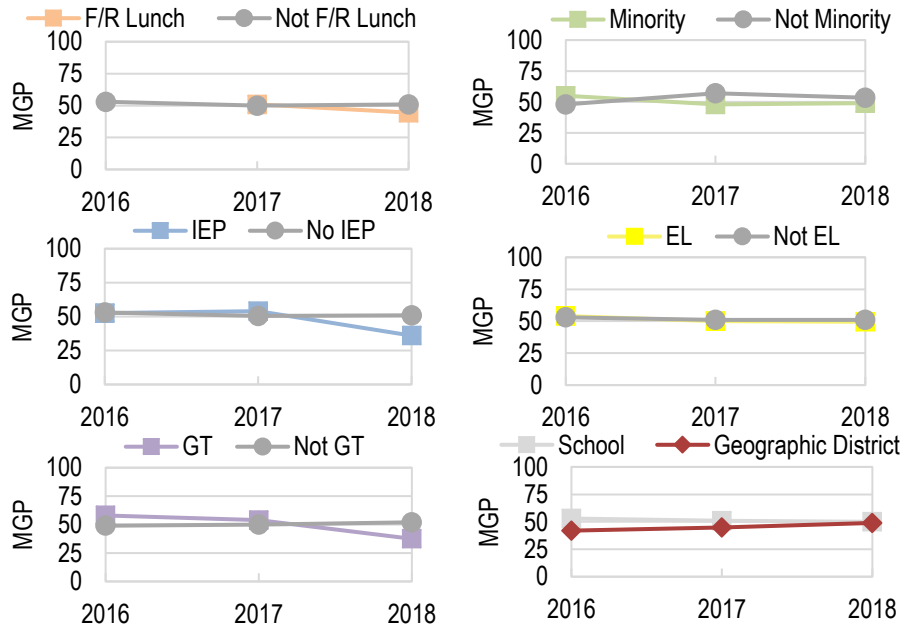 F/R Lunch Not F/R Lunch
100
75
50
25
0
MGP
2016 2017 2018
Minority Not Minority
100
75
50
25
0
MGP
2016 2017 2018
IEP No IEP
100
75
50
25
0
MGP
2016 2017 2018
EL Not EL
100
75
50
25
0
MGP
2016 2017 2018
GT Not GT
100
75
50
25
0
MGP
2016 2017 2018
School Geographic District
100
75
50
25
0
MGP
2016 2017 2018